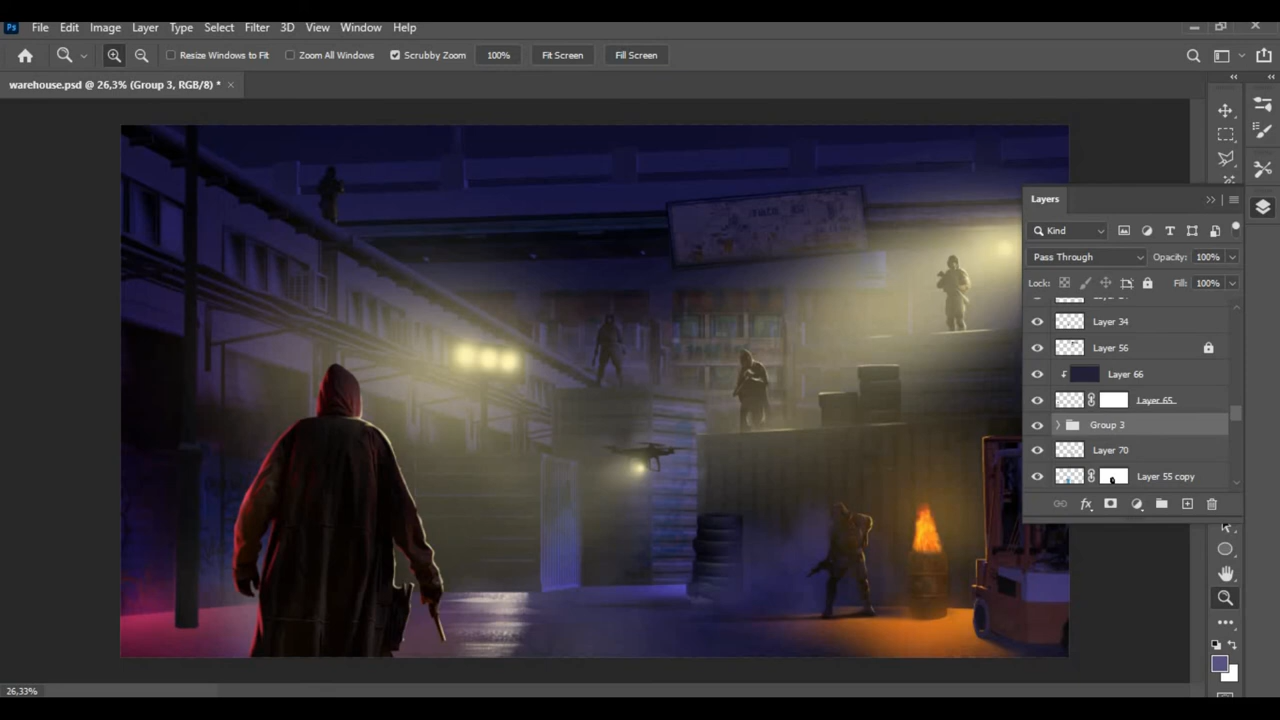 Ps File Edit Image Layer Type Select Filter 3D View Window Help
Resize Windows to Fit Zoom All Windows Scrubby Zoom 100% Fit Screen Fill Screen
warehouse.psd @ 26,3% (Group 3, RGB/8) *
Layers
Kind
Pass Through Opacity: 100%
Lock: Fill: 100%
Layer 34
Layer 56
Layer 66
Layer 65
Group 3
Layer 70
Layer 55 copy
26,33%